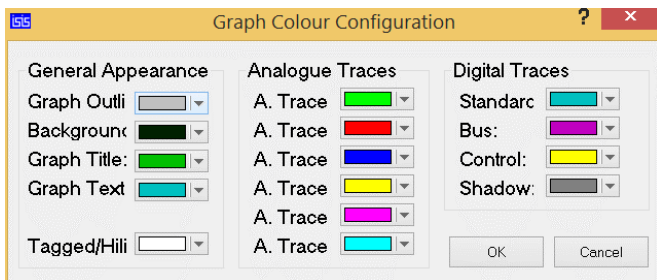 isis Graph Colour Configuration ? ×
General Appearance
Graph Outli
Backgrounc
Graph Title:
Graph Text
Tagged/Hili
Analogue Traces
A. Trace
A. Trace
A. Trace
A. Trace
A. Trace
A. Trace
Digital Traces
Standarc
Bus:
Control:
Shadow:
OK Cancel